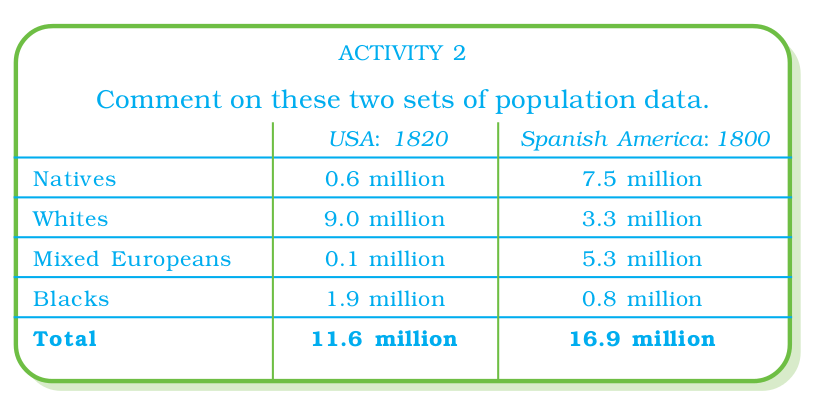 ACTIVITY 2
Comment on these two sets of population data.
USA: 1820 Spanish America: 1800
Natives 0.6 million 7.5 million
Whites 9.0 million 3.3 million
Mixed Europeans 0.1 million 5.3 million
Blacks 1.9 million 0.8 million
Total 11.6 million 16.9 million